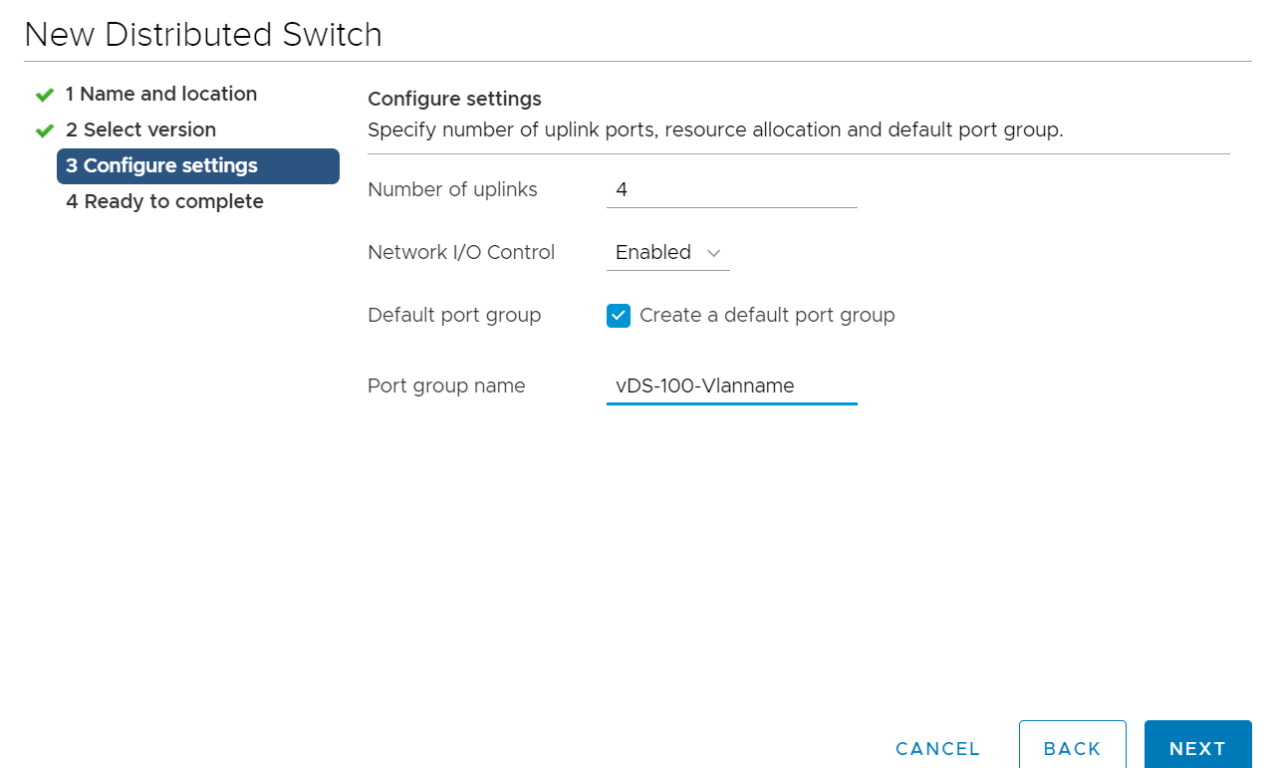 New Distributed Switch
1 Name and location
2 Select version
3 Configure settings
4 Ready to complete
Configure settings
Specify number of uplink ports, resource allocation and default port group.
Number of uplinks 4
Network I/O Control Enabled
Default port group Create a default port group
Port group name vDS-100-Vlanname
CANCEL BACK NEXT